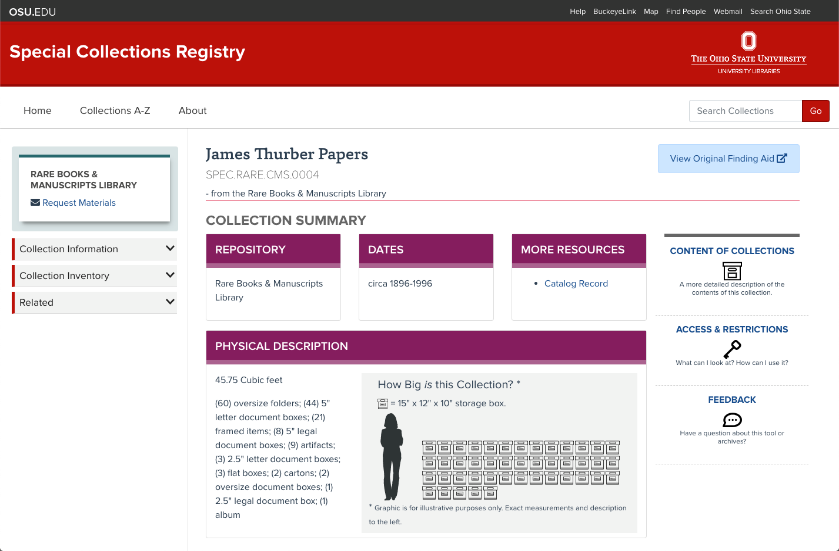 OSU.EDU
Help BuckeyeLink Map Find People Webmail Search Ohio State
Special Collections Registry
O
THE OHIO STATE UNIVERSITY
UNIVERSITY LIBRARIES
Home Collections A-Z About
Search Collections Go
RARE BOOKS &
MANUSCRIPTS LIBRARY
Request Materials
Collection Information
Collection Inventory
Related
James Thurber Papers
SPEC.RARE.CMS.0004
- from the Rare Books & Manuscripts Library
View Original Finding Aid
COLLECTION SUMMARY
REPOSITORY
Rare Books & Manuscripts
Library
DATES
circa 1896-1996
MORE RESOURCES
• Catalog Record
PHYSICAL DESCRIPTION
45.75 Cubic feet
(60) oversize folders; (44) 5"
letter document boxes; (21)
framed items; (8) 5" legal
document boxes; (9) artifacts;
(3) 2.5" letter document boxes;
(3) flat boxes; (2) cartons; (2)
oversize document boxes; (1)
2.5" legal document box; (1)
album
How Big is this Collection? *
= 15" x 12" x 10" storage box.
* Graphic is for illustrative purposes only. Exact measurements and description
to the left.
CONTENT OF COLLECTIONS
A more detailed description of the
contents of this collection.
ACCESS & RESTRICTIONS
What can I look at? How can I use it?
FEEDBACK
Have a question about this tool or
archives?